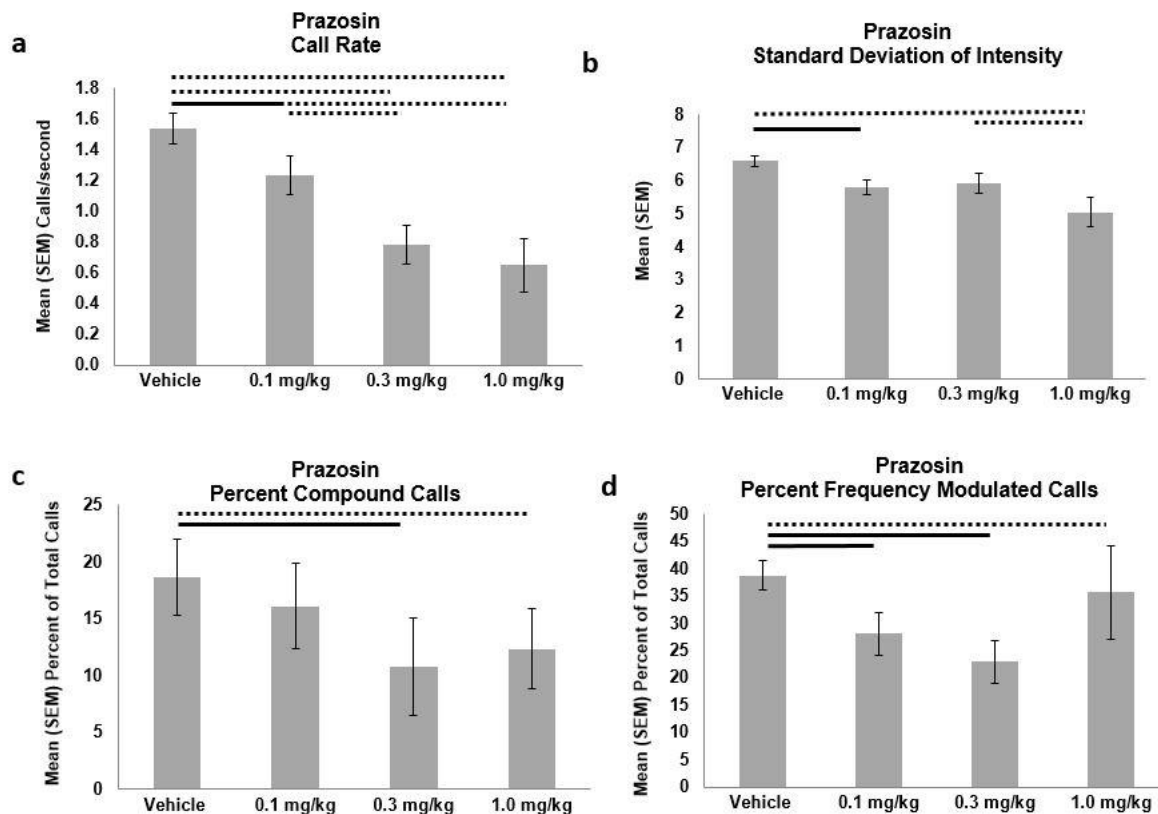 a
Prazosin
Call Rate
Mean (SEM) Calls/second
1.8
1.6
1.4
1.2
1.0
0.8
0.6
0.4
0.2
0.0
Vehicle 0.1 mg/kg 0.3 mg/kg 1.0 mg/kg
b
Prazosin
Standard Deviation of Intensity
Mean (SEM)
8
7
6
5
4
3
2
1
0
Vehicle 0.1 mg/kg 0.3 mg/kg 1.0 mg/kg
c
Prazosin
Percent Compound Calls
Mean (SEM) Percent of Total Calls
25
20
15
10
5
0
Vehicle 0.1 mg/kg 0.3 mg/kg 1.0 mg/kg
d
Prazosin
Percent Frequency Modulated Calls
Mean (SEM) Percent of Total Calls
50
45
40
35
30
25
20
15
10
5
0
Vehicle 0.1 mg/kg 0.3 mg/kg 1.0 mg/kg